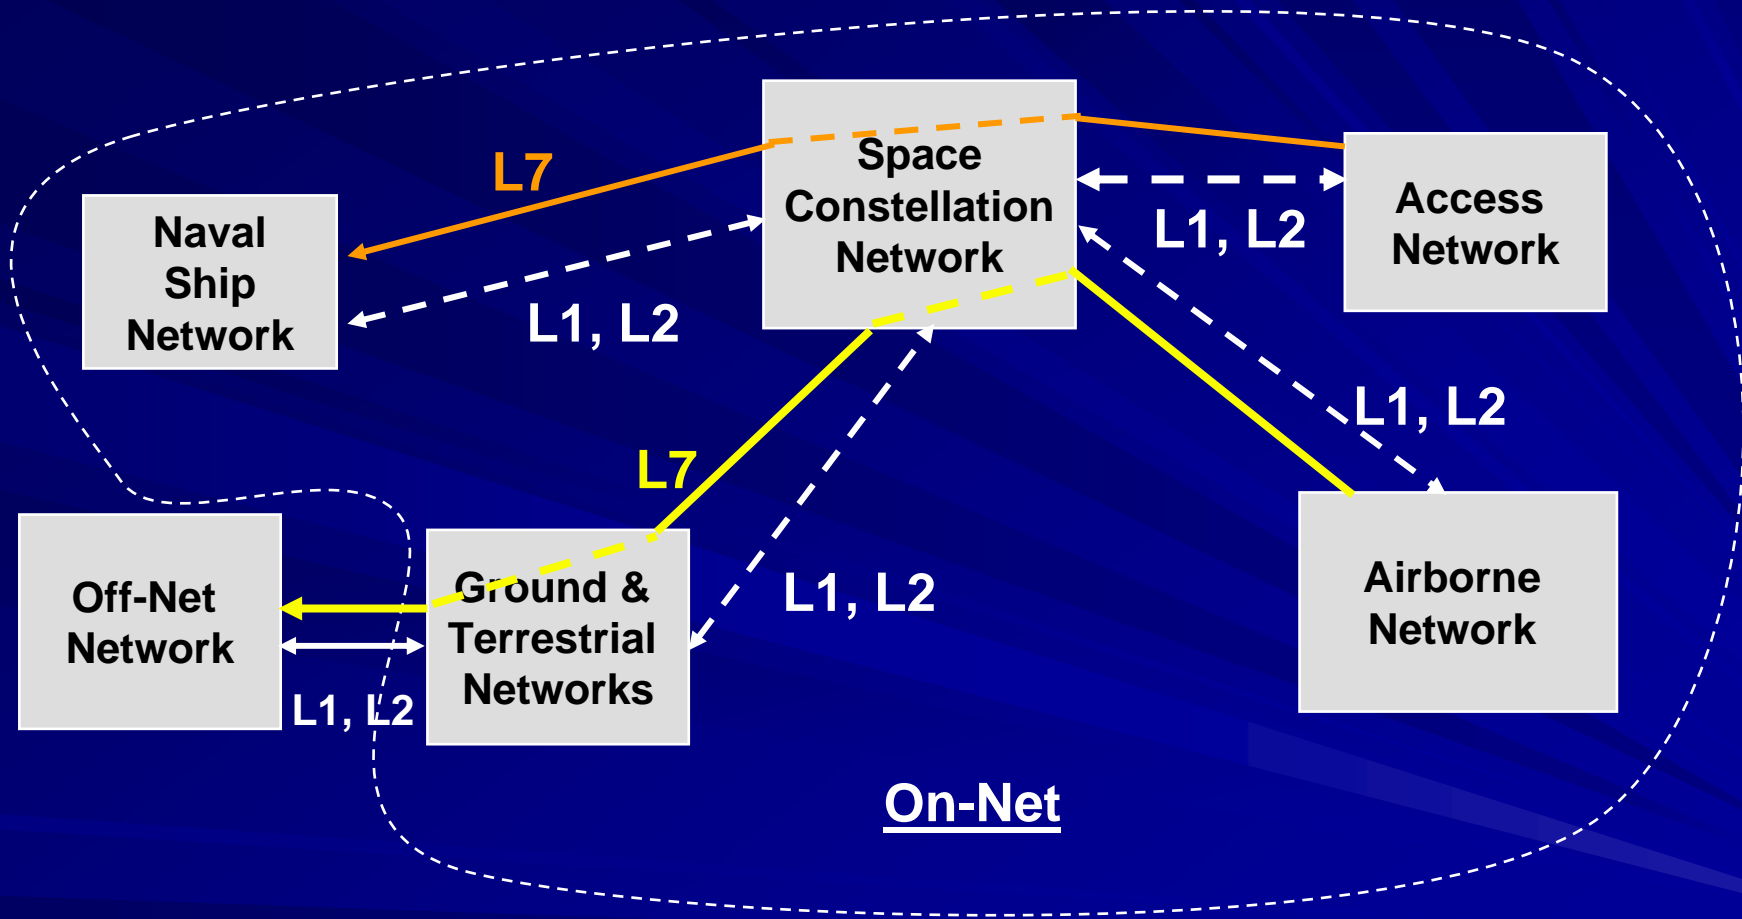 L7
Space
Constellation
Network
Access
Network
L1, L2
Naval
Ship
Network
L1, L2
L1, L2
L7
Off-Net
Network
L1, L2
Ground &
Terrestrial
Networks
L1, L2
Airborne
Network
On-Net